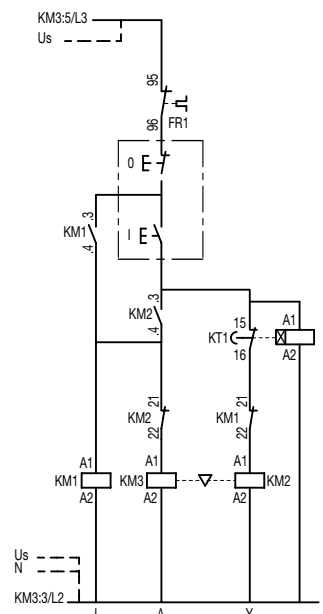 KM3:5/L3
Us
95
96
FR1
0
I
KM1
.3
.4
KM2
.3
.4
15
KT1
16
A1
A2
21
KM2
22
21
KM1
22
A1
KM1
A2
A1
KM3
A2
A1
KM2
A2
Us
N
KM3:3/L2
L
Δ
Y